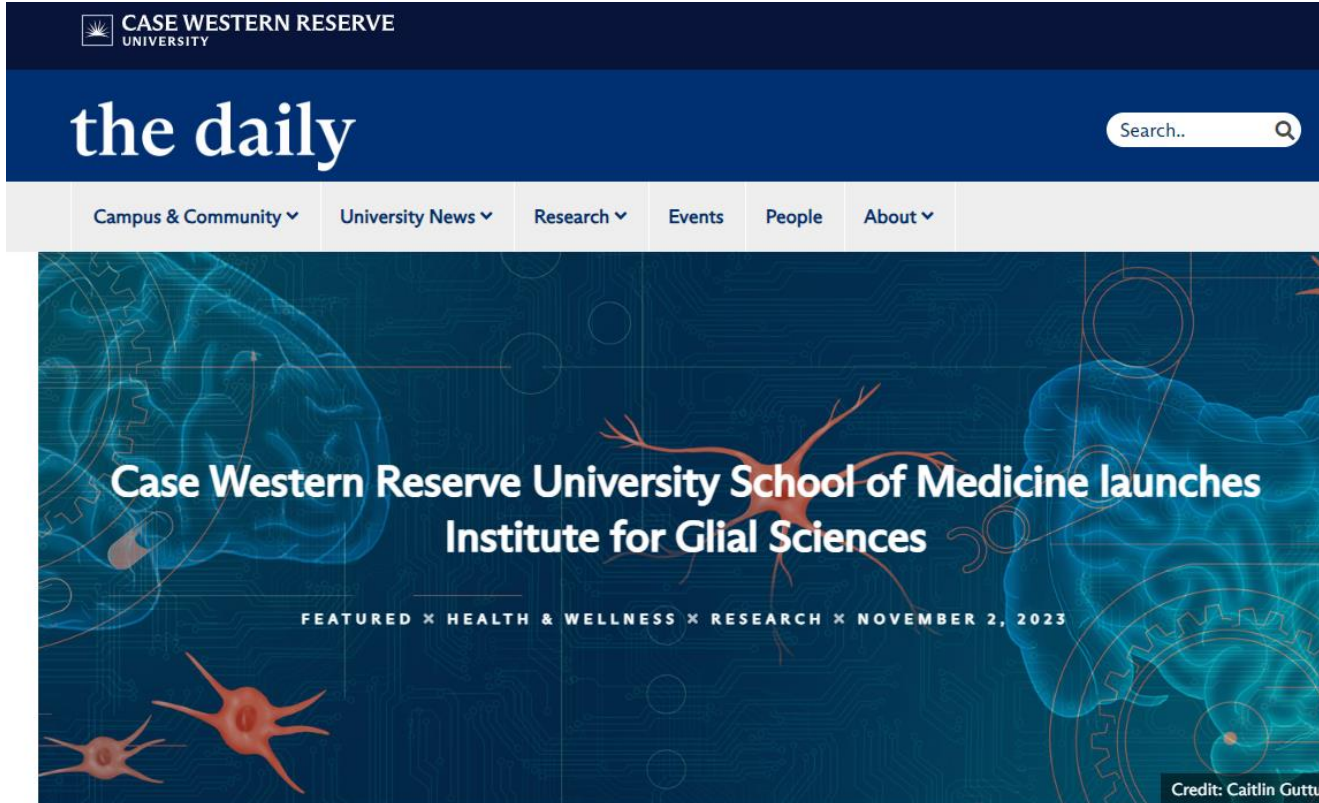 CASE WESTERN RESERVE
UNIVERSITY
the daily
Search..
Campus & Community
University News
Research
Events
People
About
Case Western Reserve University School of Medicine launches
Institute for Glial Sciences
FEATURED × HEALTH & WELLNESS × RESEARCH × NOVEMBER 2, 2023
Credit: Caitlin